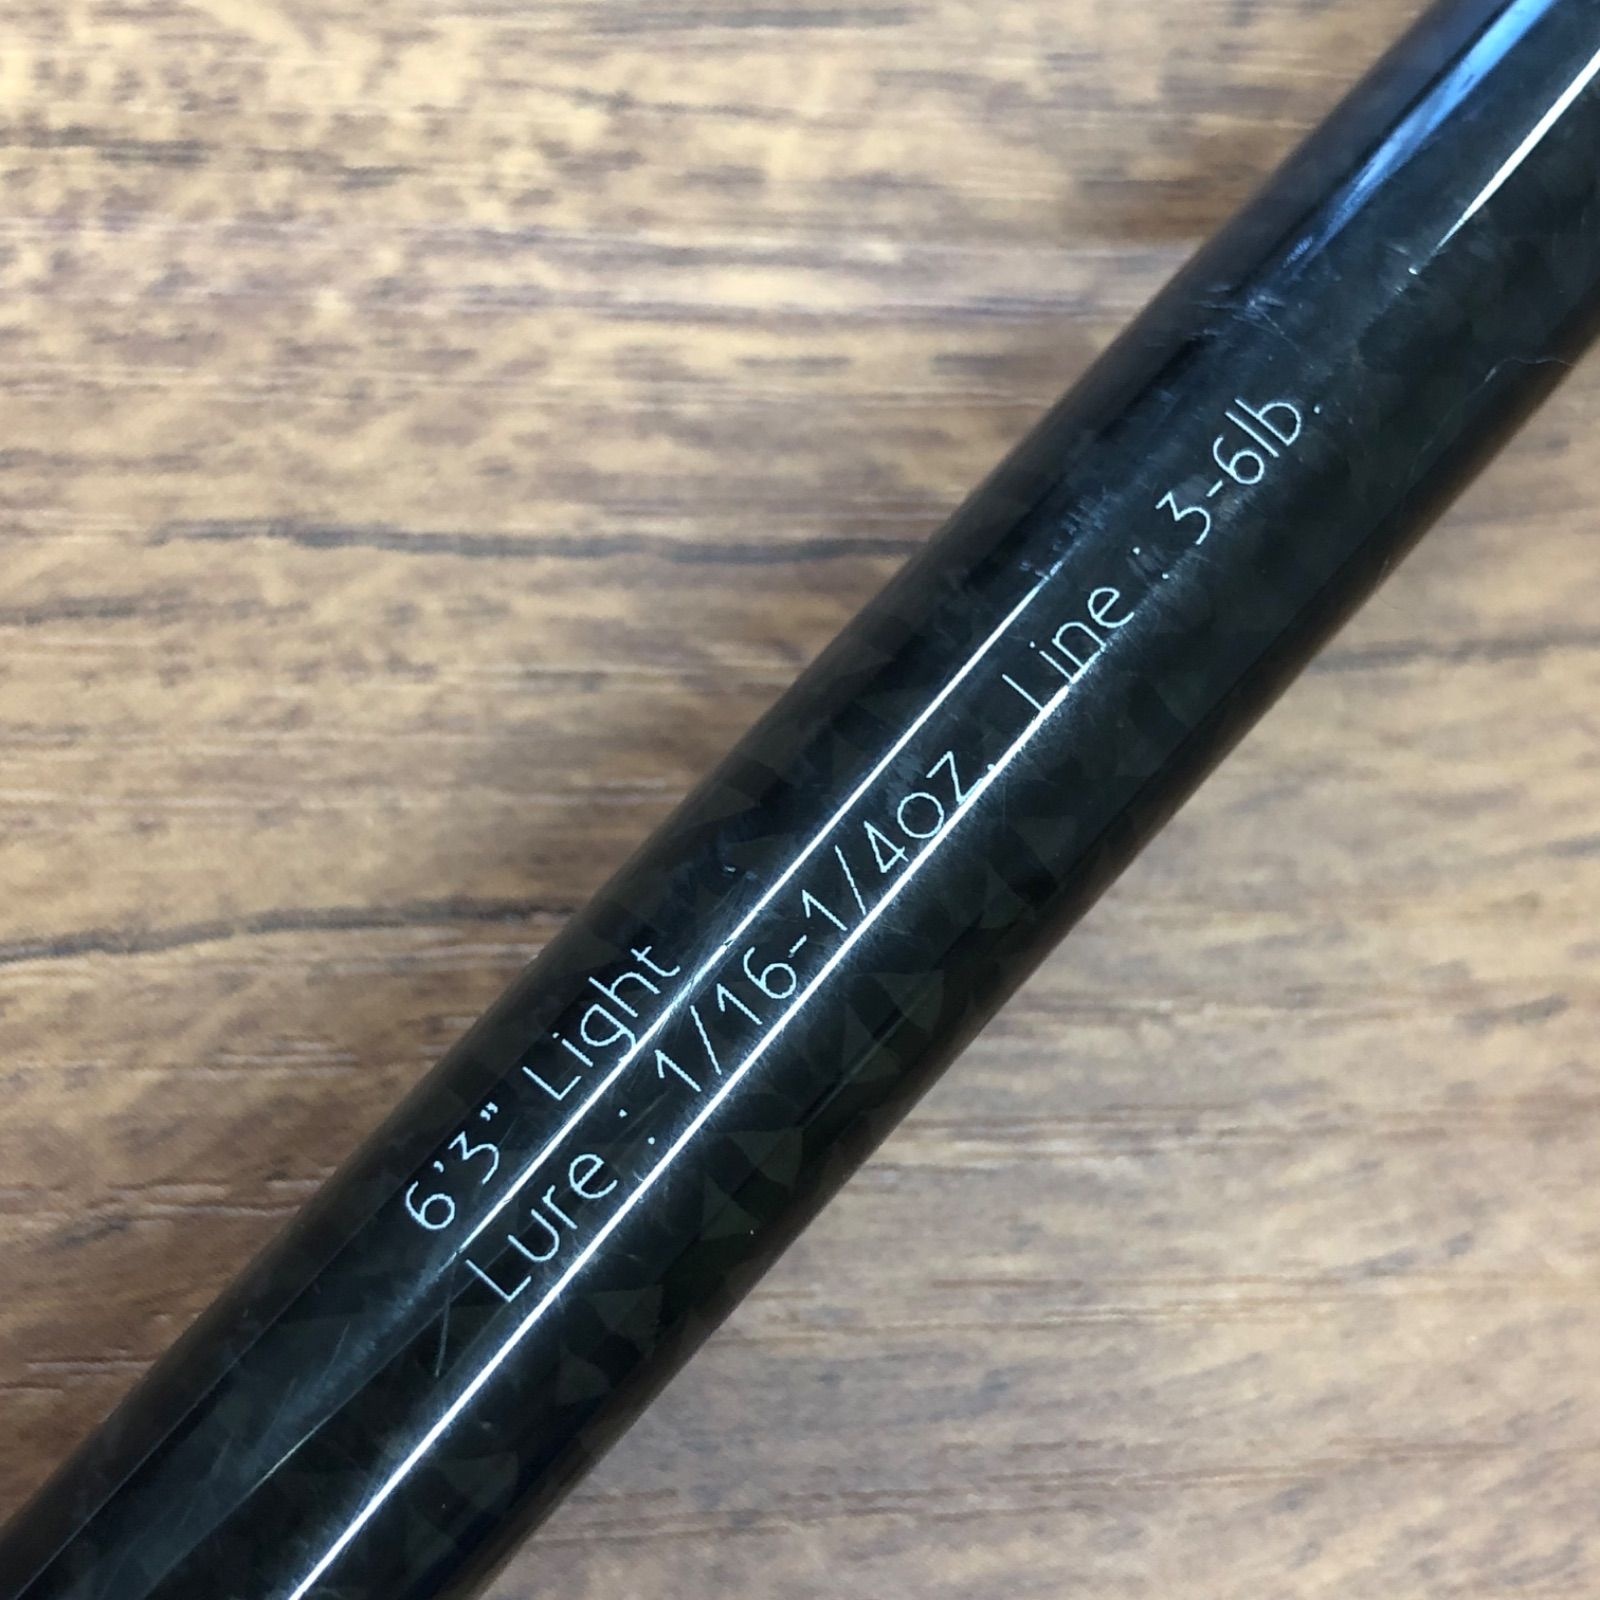 6'3" Light
Lure : 1/16-1/4oz. Line : 3-6lb.